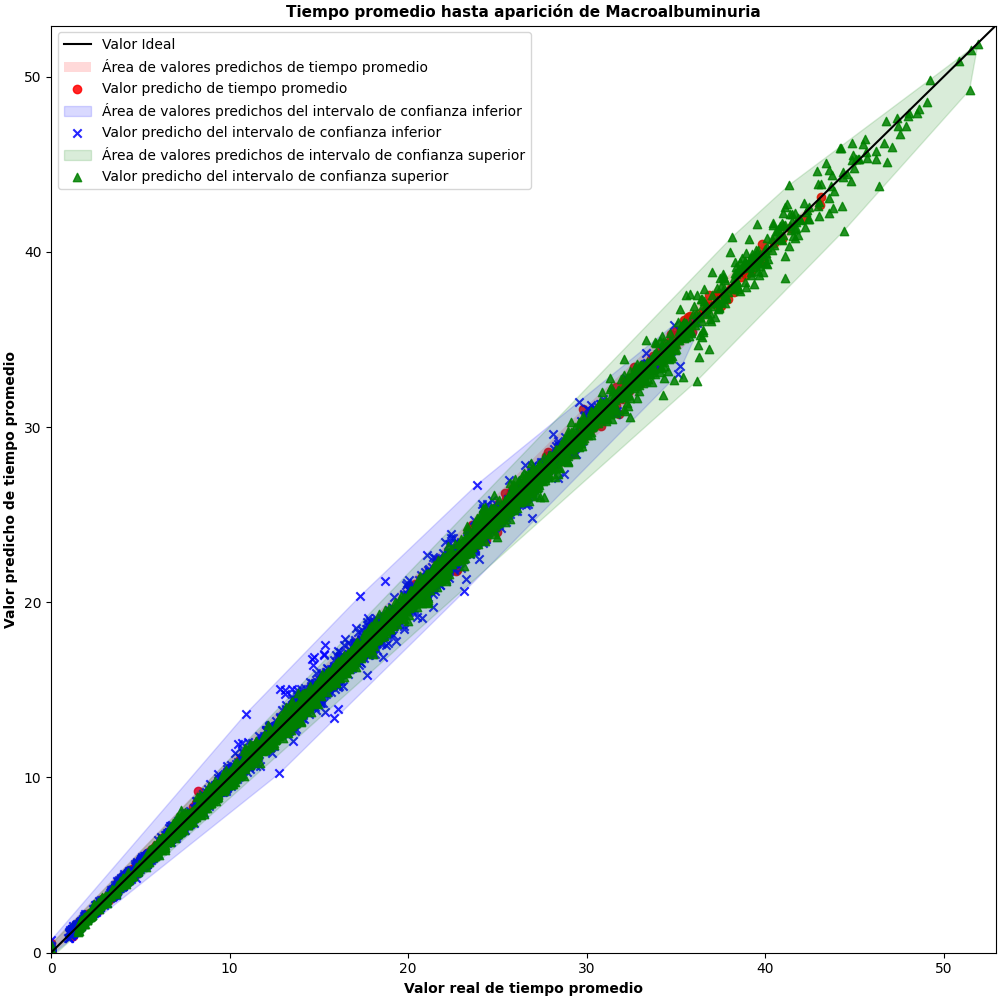 Tiempo promedio hasta aparición de Macroalbuminuria
Valor Ideal
Área de valores predichos de tiempo promedio
Valor predicho de tiempo promedio
Área de valores predichos del intervalo de confianza inferior
Valor predicho del intervalo de confianza inferior
Área de valores predichos de intervalo de confianza superior
Valor predicho del intervalo de confianza superior
Valor predicho de tiempo promedio
50
40
30
20
10
0
0 10 20 30 40 50
Valor real de tiempo promedio